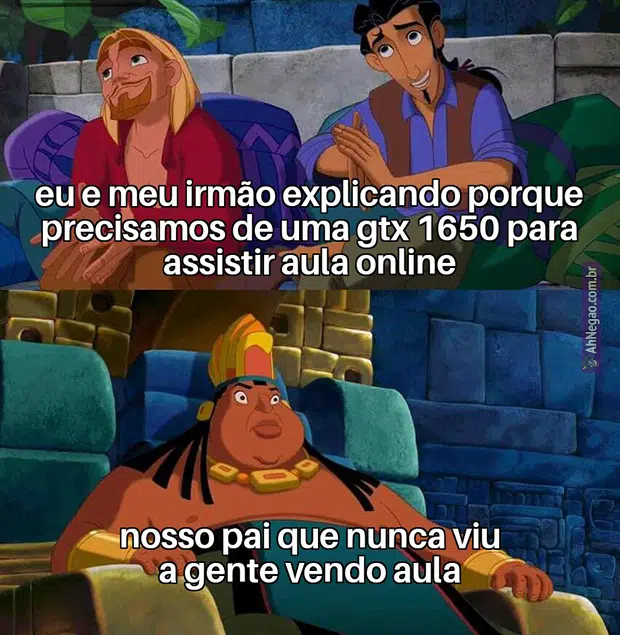 eu e meu irmão explicando porque
precisamos de uma gtx 1650 para
assistir aula online
AhNegao.com.br
nosso pai que nunca viu
a gente vendo aula